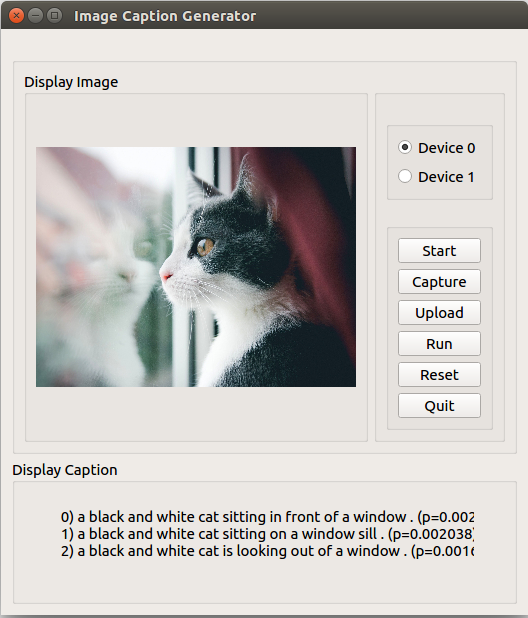 Image Caption Generator
Display Image
Device 0
Device 1
Start
Capture
Upload
Run
Reset
Quit
Display Caption
0) a black and white cat sitting in front of a window . (p=0.002
1) a black and white cat sitting on a window sill . (p=0.002038)
2) a black and white cat is looking out of a window . (p=0.0016